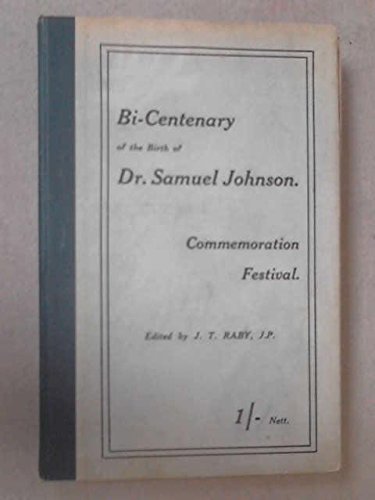 Bi-Centenary
of the Birth of
Dr. Samuel Johnson.
Commemoration
Festival.
Edited by J. T. RABY, J.P.
1/- Nett.